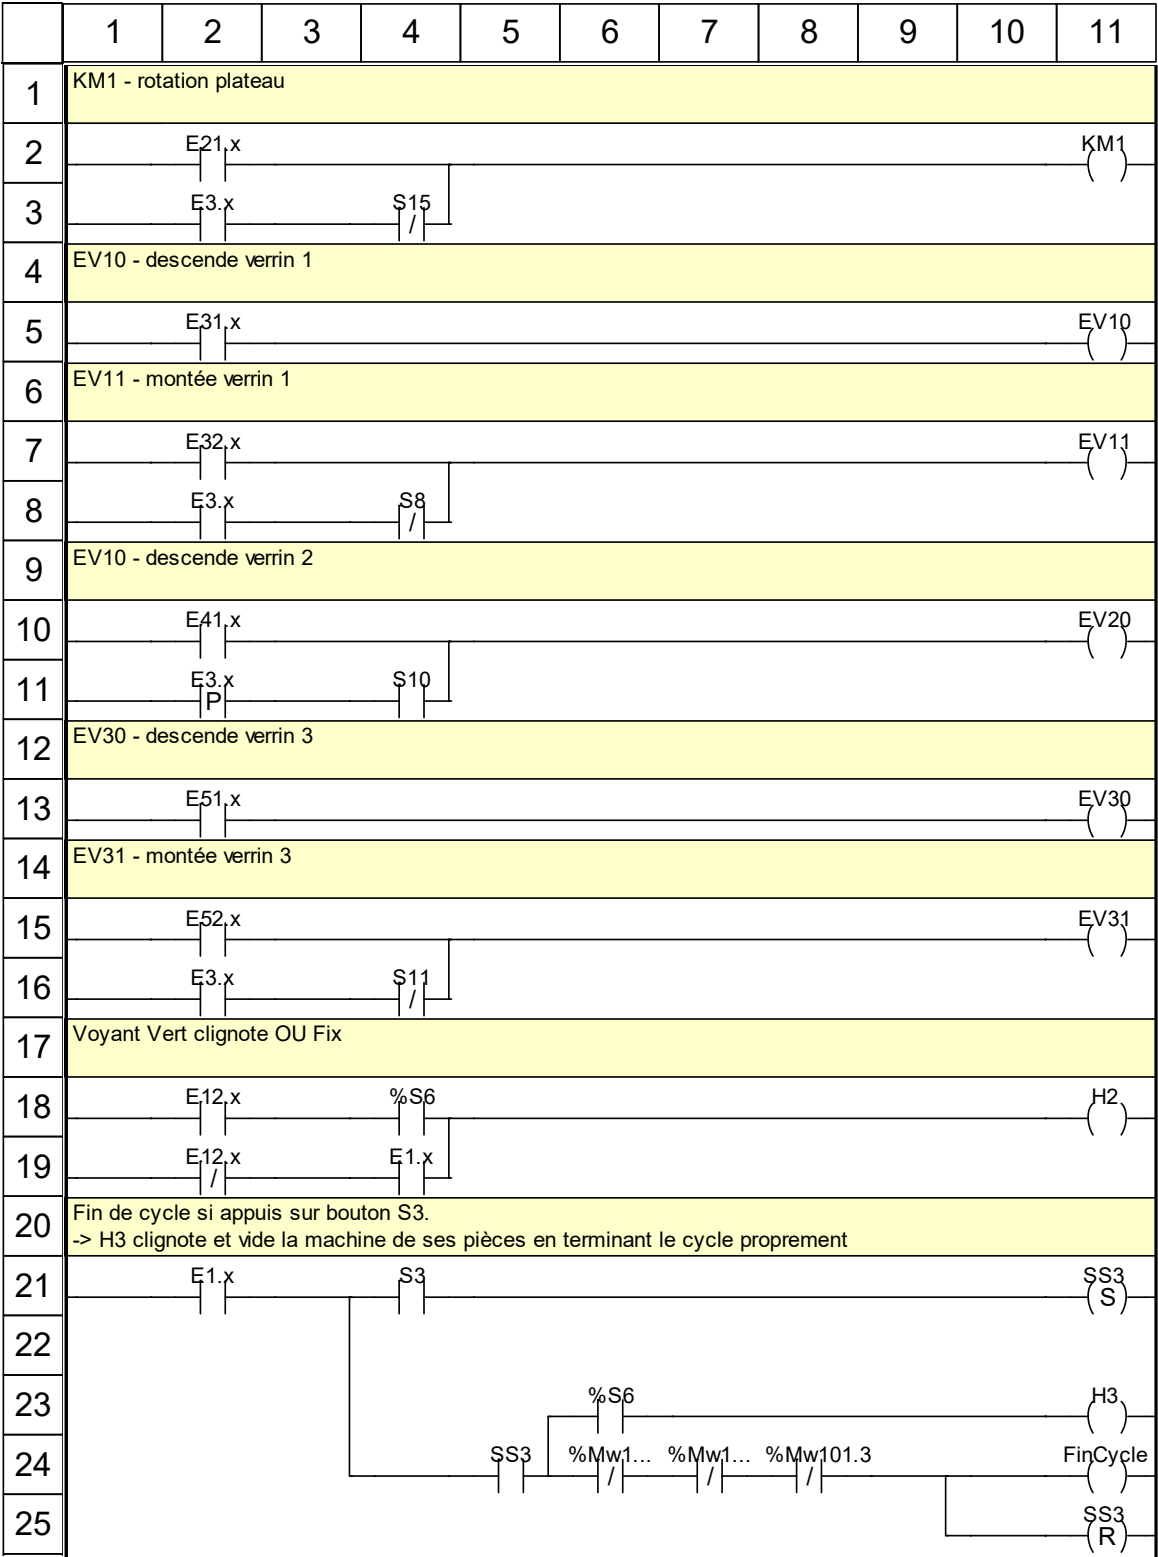 1 2 3 4 5 6 7 8 9 10 11
1 KM1 - rotation plateau
2 E21.x KM1
3 E3.x S15 /
4 EV10 - descende verrin 1
5 E31.x EV10
6 EV11 - montée verrin 1
7 E32.x EV11
8 E3.x S8 /
9 EV10 - descende verrin 2
10 E41.x EV20
11 E3.x P S10
12 EV30 - descende verrin 3
13 E51.x EV30
14 EV31 - montée verrin 3
15 E52.x EV31
16 E3.x S11 /
17 Voyant Vert clignote OU Fix
18 E12.x %S6 H2
19 E12.x / E1.x
20 Fin de cycle si appuis sur bouton S3.
-> H3 clignote et vide la machine de ses pièces en terminant le cycle proprement
21 E1.x S3 SS3 S
22
23 %S6 H3
24 SS3 %Mw1... / %Mw1... / %Mw101.3 / FinCycle
25 SS3 R